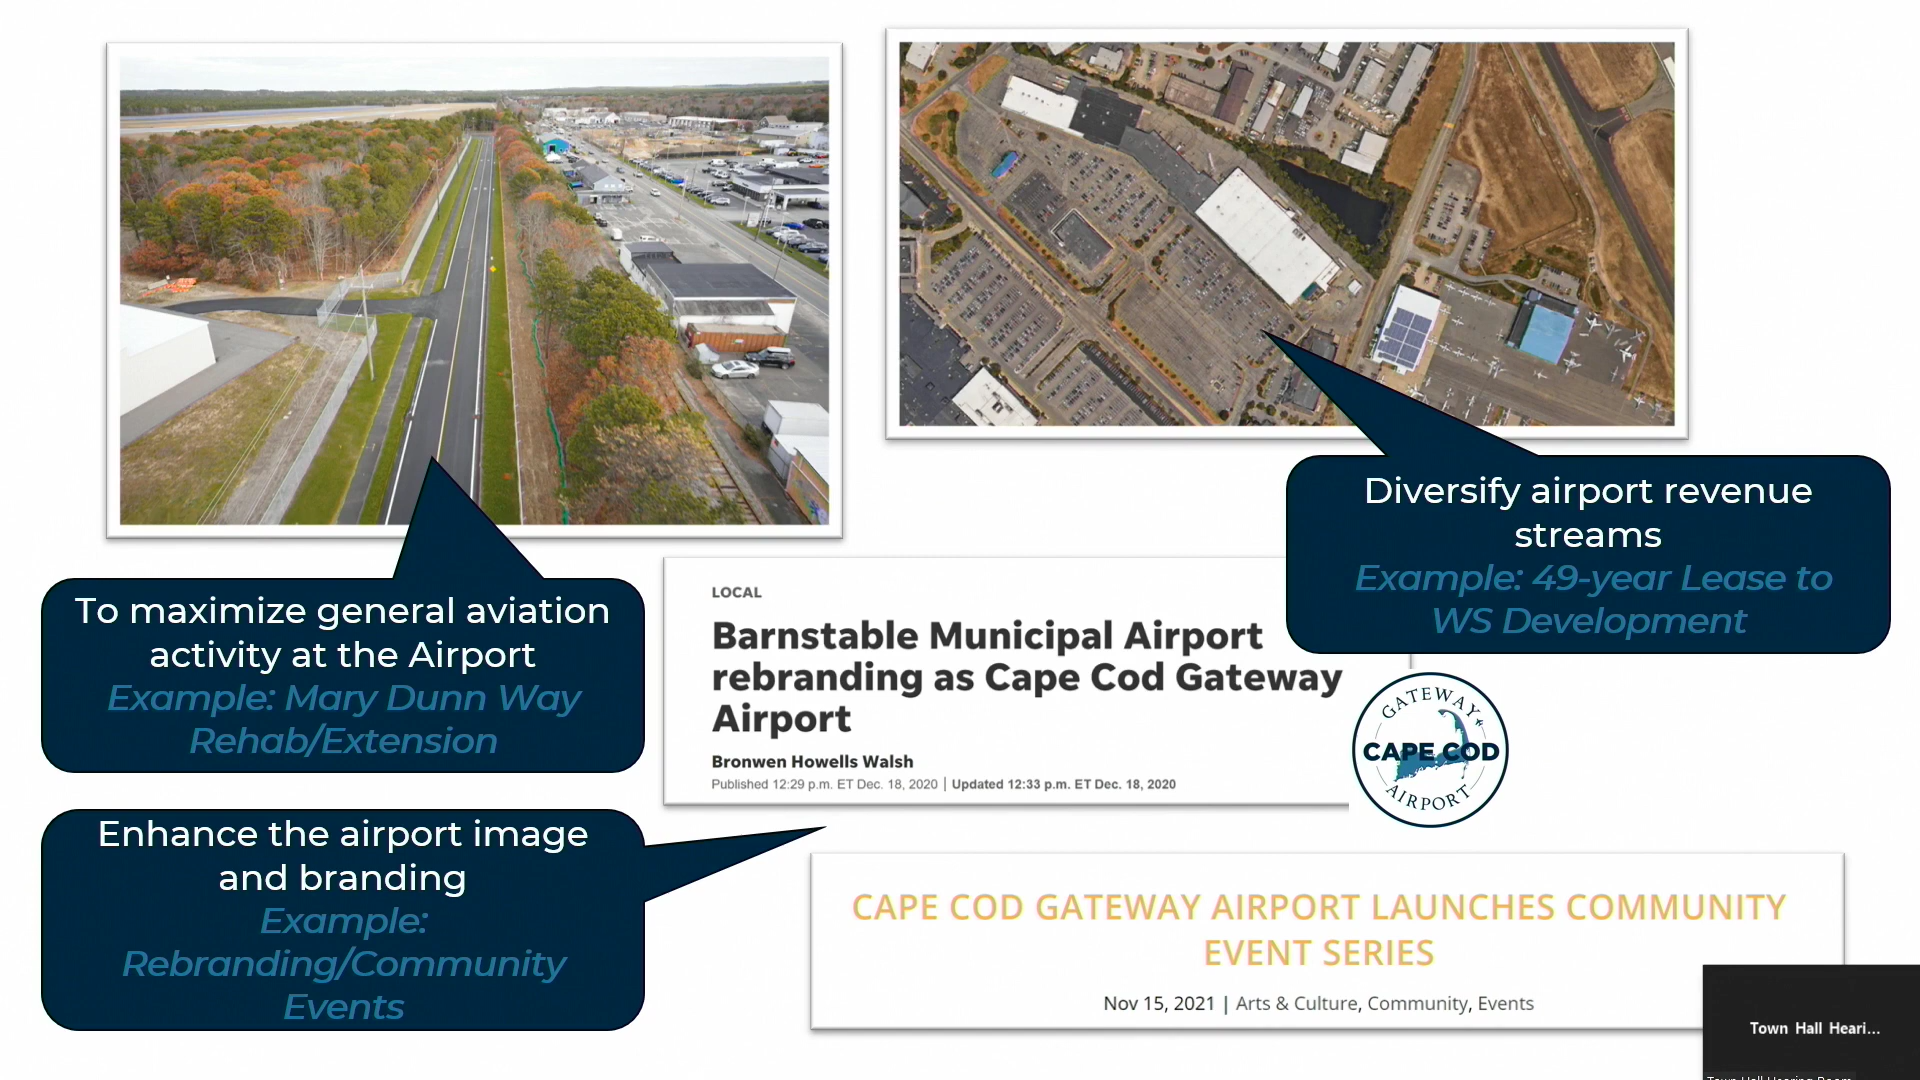 Diversify airport revenue
streams
Example: 49-year Lease to
WS Development
To maximize general aviation
activity at the Airport
Example: Mary Dunn Way
Rehab/Extension
LOCAL
Barnstable Municipal Airport
rebranding as Cape Cod Gateway
Airport
Bronwen Howells Walsh
Published 12:29 p.m. ET Dec. 18, 2020 | Updated 12:33 p.m. ET Dec. 18, 2020
GATEWAY
CAPE COD
AIRPORT
Enhance the airport image
and branding
Example:
Rebranding/Community
Events
CAPE COD GATEWAY AIRPORT LAUNCHES COMMUNITY
EVENT SERIES
Nov 15, 2021 | Arts & Culture, Community, Events
Town Hall Heari...
Town Hall Hearing Room